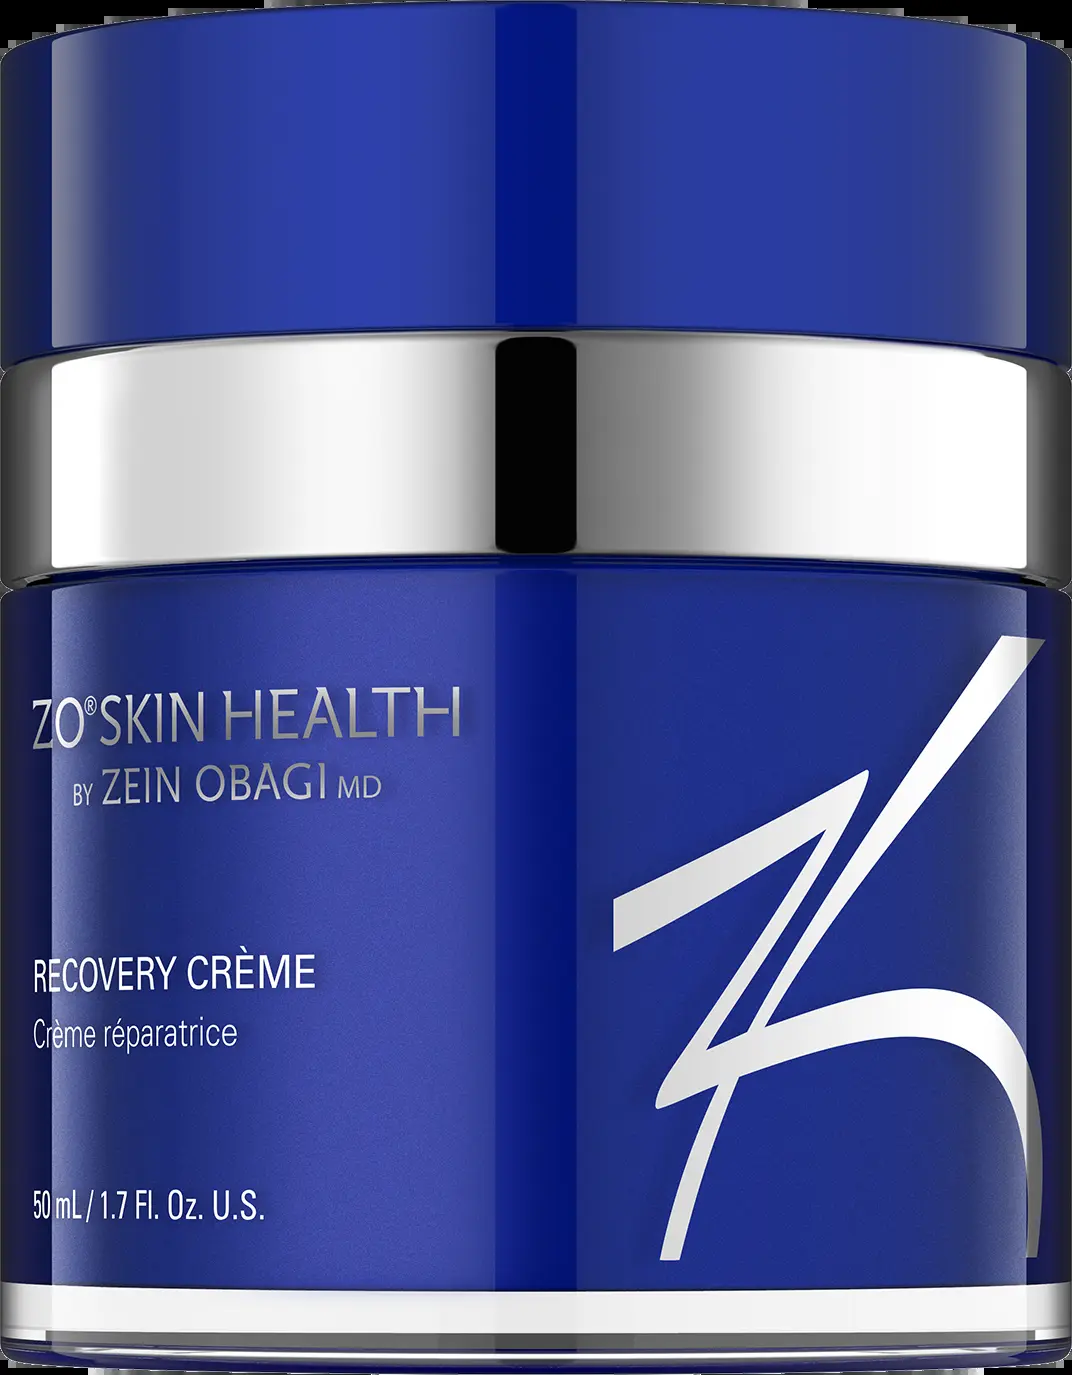 ZO® SKIN HEALTH
BY ZEIN OBAGI MD
RECOVERY CRÈME
Crème réparatrice
50 mL / 1.7 Fl. Oz. U.S.